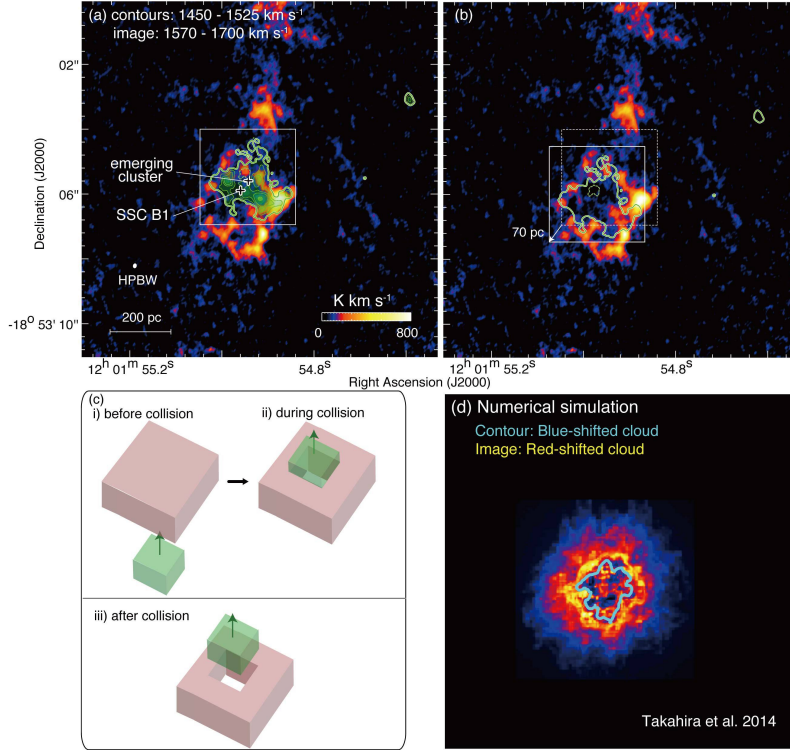 (a) contours: 1450 - 1525 km s⁻¹
image: 1570 - 1700 km s⁻¹
(b)
02"
emerging
cluster
06"
SSC B1
Declination (J2000)
70 pc
HPBW
K km s⁻¹
200 pc
0 800
-18° 53' 10"
12ʰ 01ᵐ 55.2ˢ 54.8ˢ
12ʰ 01ᵐ 55.2ˢ 54.8ˢ
Right Ascension (J2000)
(c)
i) before collision
ii) during collision
iii) after collision
(d) Numerical simulation
Contour: Blue-shifted cloud
Image: Red-shifted cloud
Takahira et al. 2014